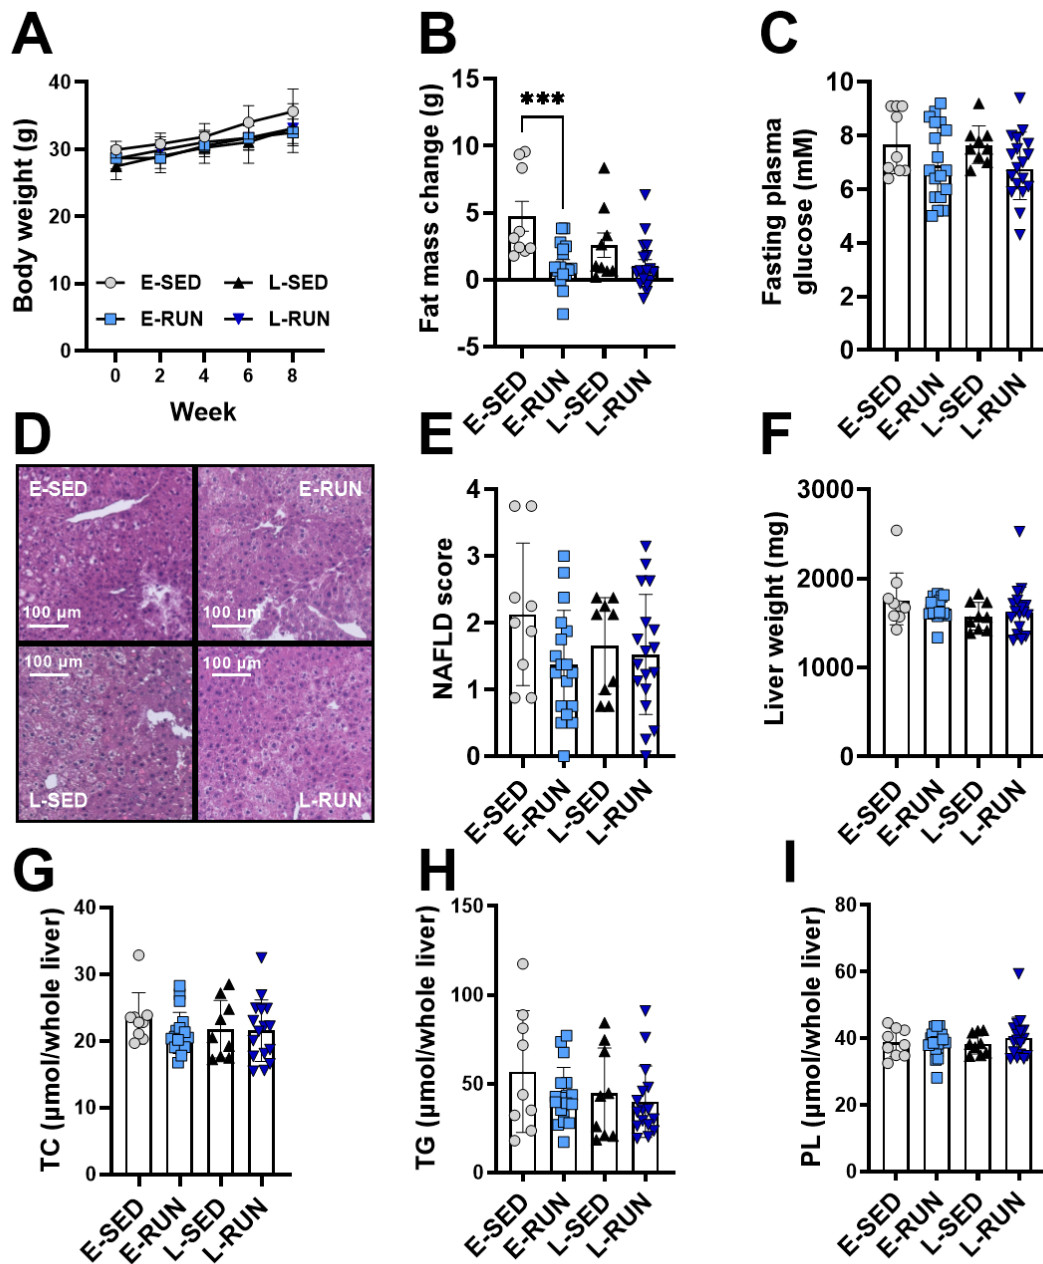 A
Body weight (g)
40
30
20
10
0
E-SED
L-SED
E-RUN
L-RUN
0 2 4 6 8
Week
B
Fat mass change (g)
15
10
5
0
-5
***
E-SED
E-RUN
L-SED
L-RUN
C
Fasting plasma
glucose (mM)
10
8
6
4
2
0
E-SED
E-RUN
L-SED
L-RUN
D
E-SED
100 µm
E-RUN
100 µm
100 µm
L-SED
100 µm
L-RUN
E
NAFLD score
4
3
2
1
0
E-SED
E-RUN
L-SED
L-RUN
F
Liver weight (mg)
3000
2000
1000
0
E-SED
E-RUN
L-SED
L-RUN
G
TC (µmol/whole liver)
40
30
20
10
0
E-SED
E-RUN
L-SED
L-RUN
H
TG (µmol/whole liver)
150
100
50
0
E-SED
E-RUN
L-SED
L-RUN
I
PL (µmol/whole liver)
80
60
40
20
0
E-SED
E-RUN
L-SED
L-RUN